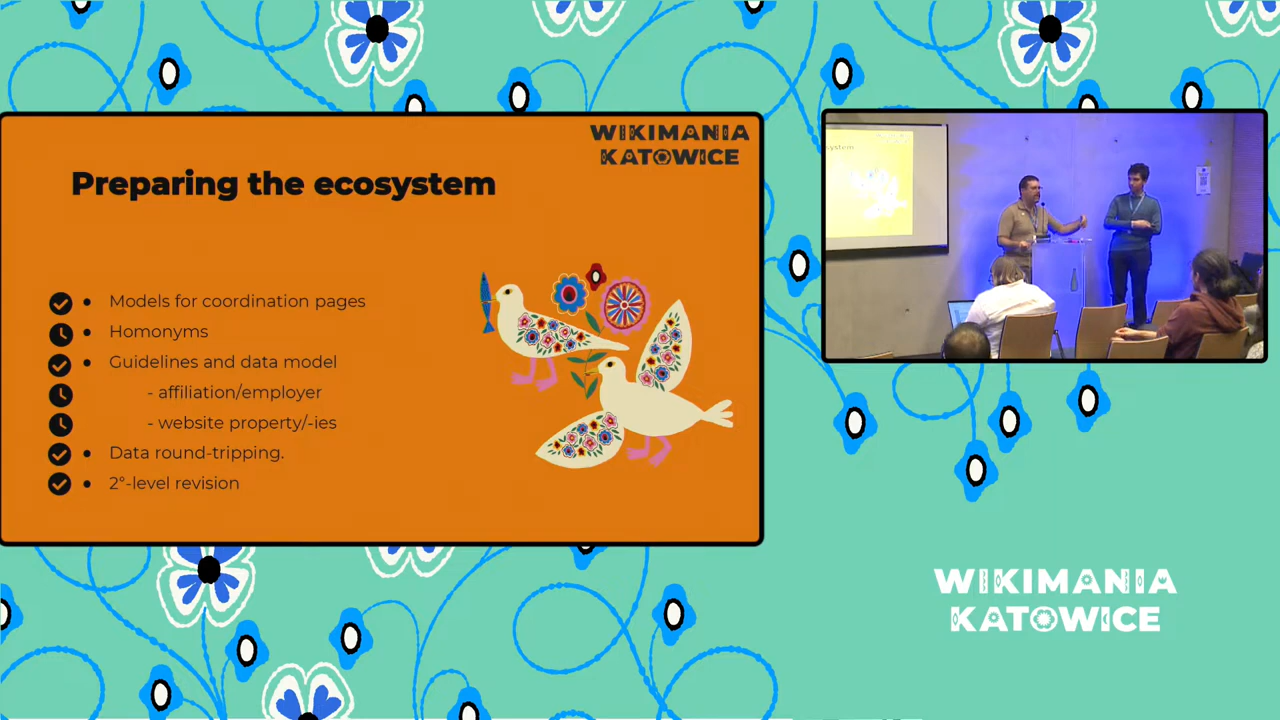 WIKIMANIA
KATOWICE
Preparing the ecosystem
• Models for coordination pages
• Homonyms
• Guidelines and data model
- affiliation/employer
- website property/-ies
• Data round-tripping.
• 2°-level revision
WIKIMANIA
KATOWICE